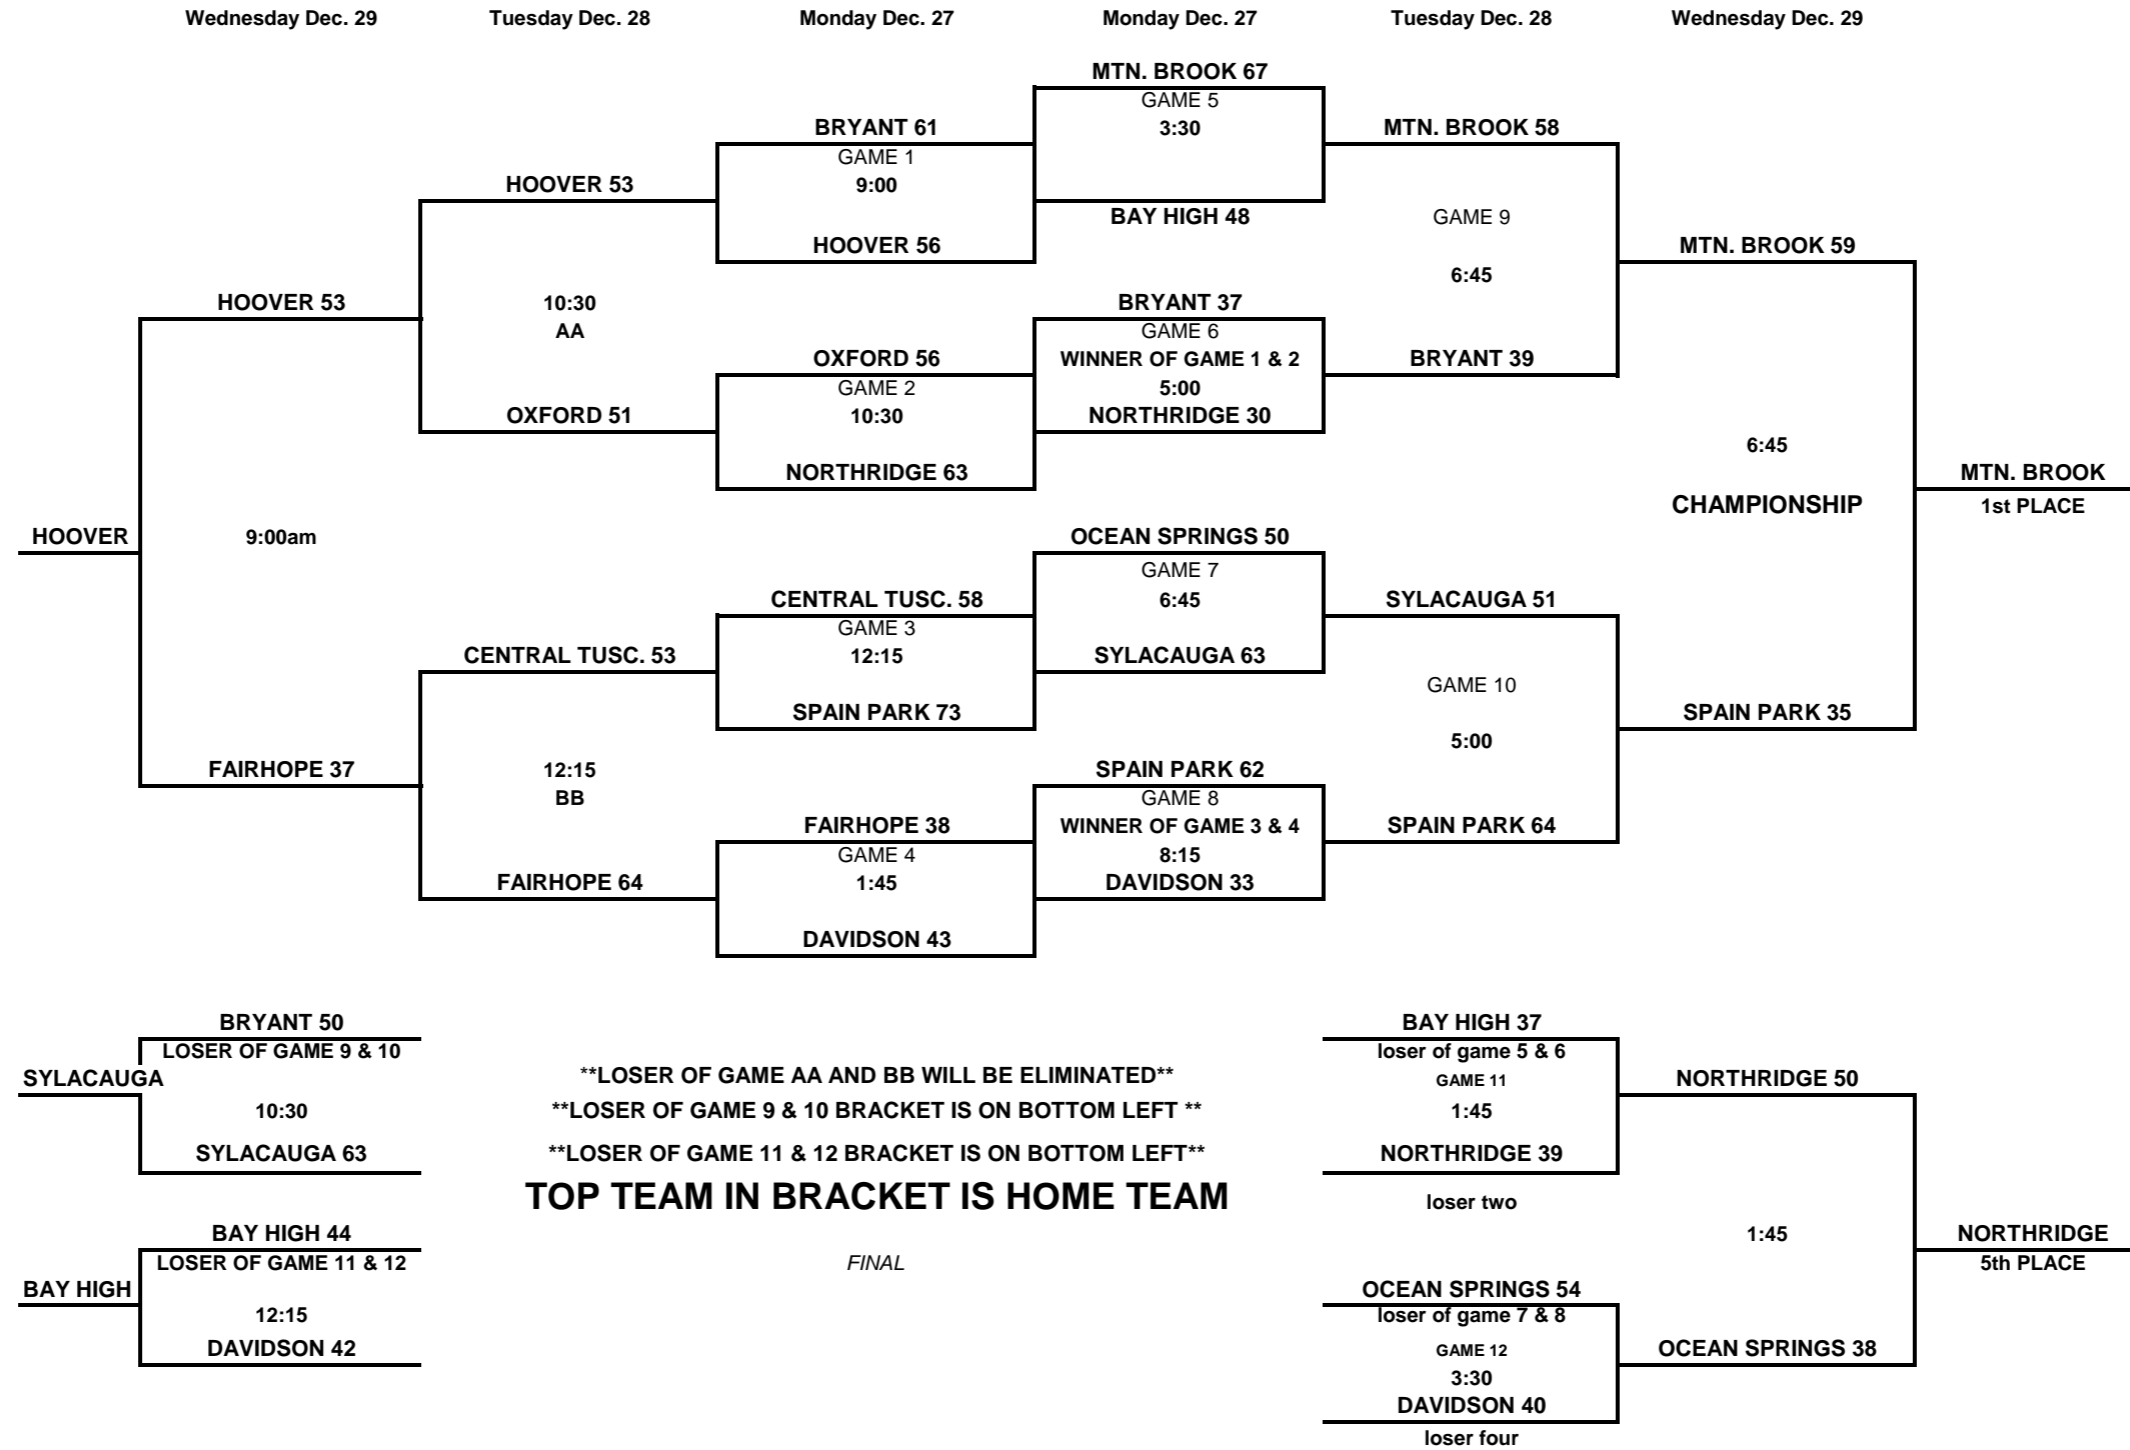 Wednesday Dec. 29 Tuesday Dec. 28 Monday Dec. 27 Monday Dec. 27 Tuesday Dec. 28 Wednesday Dec. 29
MTN. BROOK 67
GAME 5
BRYANT 61 3:30 MTN. BROOK 58
GAME 1
HOOVER 53 9:00
BAY HIGH 48 GAME 9
HOOVER 56 MTN. BROOK 59
6:45
HOOVER 53 10:30 BRYANT 37
AA GAME 6
OXFORD 56 WINNER OF GAME 1 & 2 BRYANT 39
GAME 2 5:00
OXFORD 51 10:30 NORTHRIDGE 30
6:45
NORTHRIDGE 63 MTN. BROOK
CHAMPIONSHIP 1st PLACE
HOOVER 9:00am OCEAN SPRINGS 50
GAME 7
CENTRAL TUSC. 58 6:45 SYLACAUGA 51
GAME 3
CENTRAL TUSC. 53 12:15 SYLACAUGA 63
GAME 10
SPAIN PARK 73 SPAIN PARK 35
5:00
FAIRHOPE 37 12:15 SPAIN PARK 62
BB GAME 8
FAIRHOPE 38 WINNER OF GAME 3 & 4 SPAIN PARK 64
GAME 4 8:15
FAIRHOPE 64 1:45 DAVIDSON 33
DAVIDSON 43
BRYANT 50 BAY HIGH 37
LOSER OF GAME 9 & 10 loser of game 5 & 6
SYLACAUGA **LOSER OF GAME AA AND BB WILL BE ELIMINATED** GAME 11 NORTHRIDGE 50
10:30 **LOSER OF GAME 9 & 10 BRACKET IS ON BOTTOM LEFT ** 1:45
SYLACAUGA 63 **LOSER OF GAME 11 & 12 BRACKET IS ON BOTTOM LEFT** NORTHRIDGE 39
TOP TEAM IN BRACKET IS HOME TEAM loser two
BAY HIGH 44 1:45 NORTHRIDGE
LOSER OF GAME 11 & 12 FINAL 5th PLACE
BAY HIGH OCEAN SPRINGS 54
12:15 loser of game 7 & 8
DAVIDSON 42 GAME 12 OCEAN SPRINGS 38
3:30
DAVIDSON 40
loser four